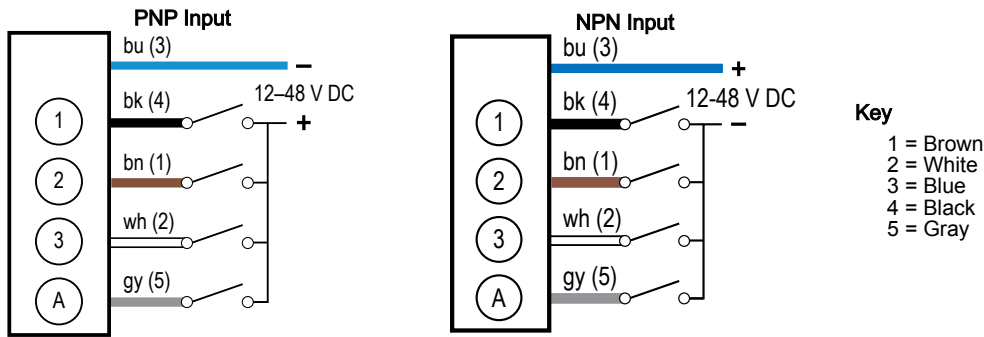 PNP Input
bu (3)
–
bk (4)
12–48 V DC
+
1
bn (1)
2
wh (2)
3
gy (5)
A
NPN Input
bu (3)
+
bk (4)
12-48 V DC
–
1
bn (1)
2
wh (2)
3
gy (5)
A
Key
1 = Brown
2 = White
3 = Blue
4 = Black
5 = Gray